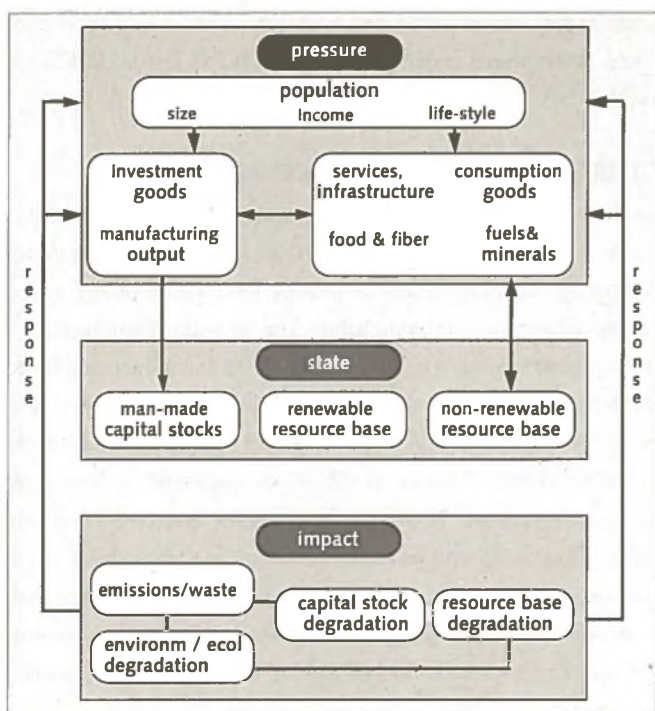 pressure
population
size Income life-style
investment
goods
manufacturing
output
services,
infrastructure
consumption
goods
food & fiber
fuels&
minerals
response
response
state
man-made
capital stocks
renewable
resource base
non-renewable
resource base
impact
emissions/waste
environm / ecol
degradation
capital stock
degradation
resource base
degradation